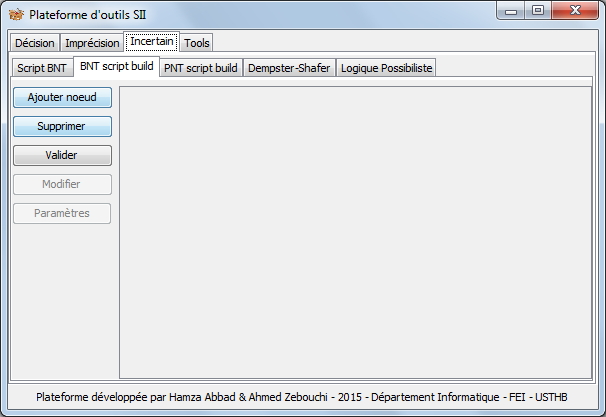 Plateforme d'outils SII
Décision Imprécision Incertain Tools
Script BNT BNT script build PNT script build Dempster-Shafer Logique Possibiliste
Ajouter noeud
Supprimer
Valider
Modifier
Paramètres
Plateforme développée par Hamza Abbad & Ahmed Zebouchi - 2015 - Département Informatique - FEI - USTHB